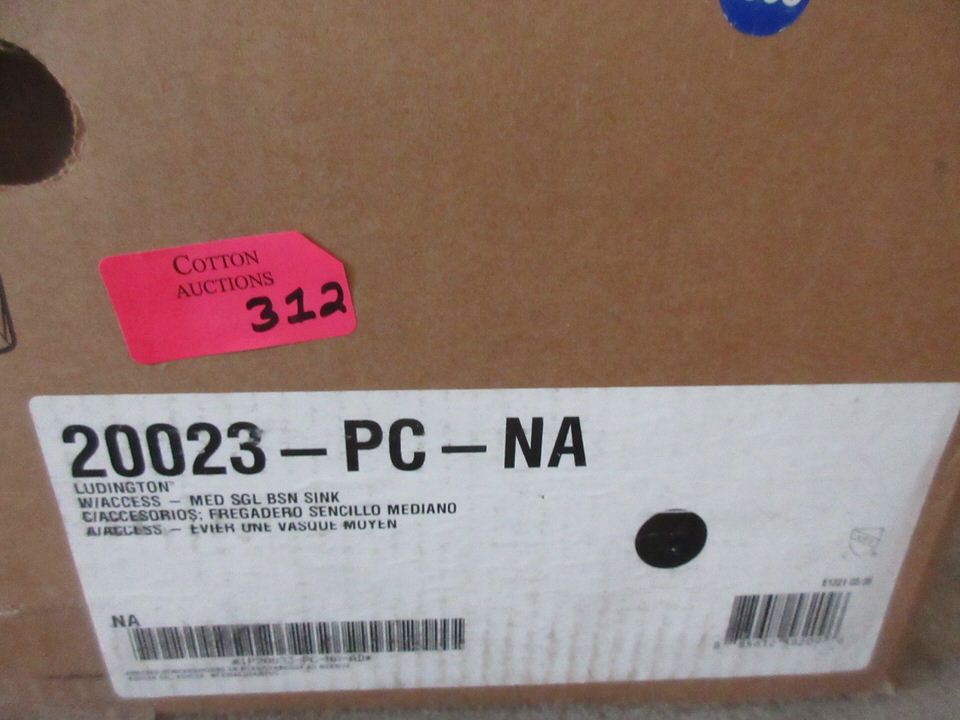 COTTON
AUCTIONS
312
20023-PC-NA
LUDINGTON™
W/ACCESS - MED SGL BSN SINK
C/ACCESORIOS; FREGADERO SENCILLO MEDIANO
A/ACCESS - EVIER UNE VASQUE MOYEN
NA